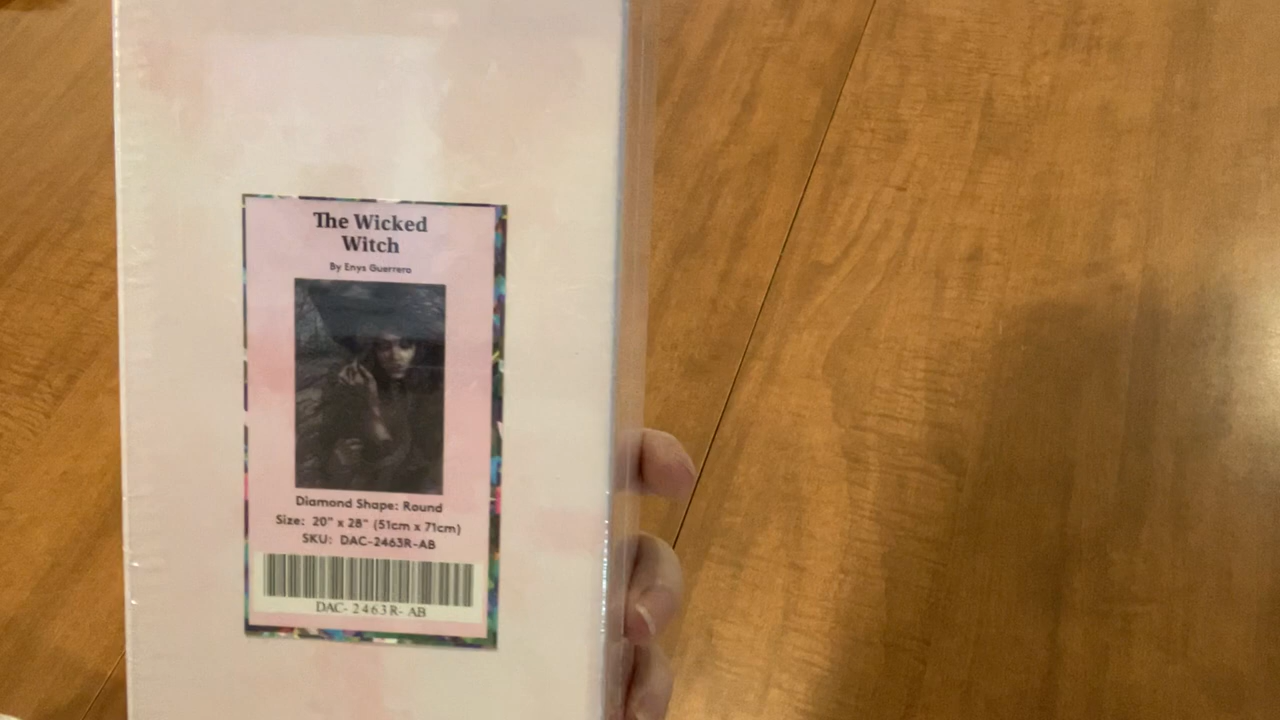 The Wicked
Witch
By Enys Guerrero
Diamond Shape: Round
Size: 20" x 28" (51cm x 71cm)
SKU: DAC-2463R-AB
DAC- 2463R- AB